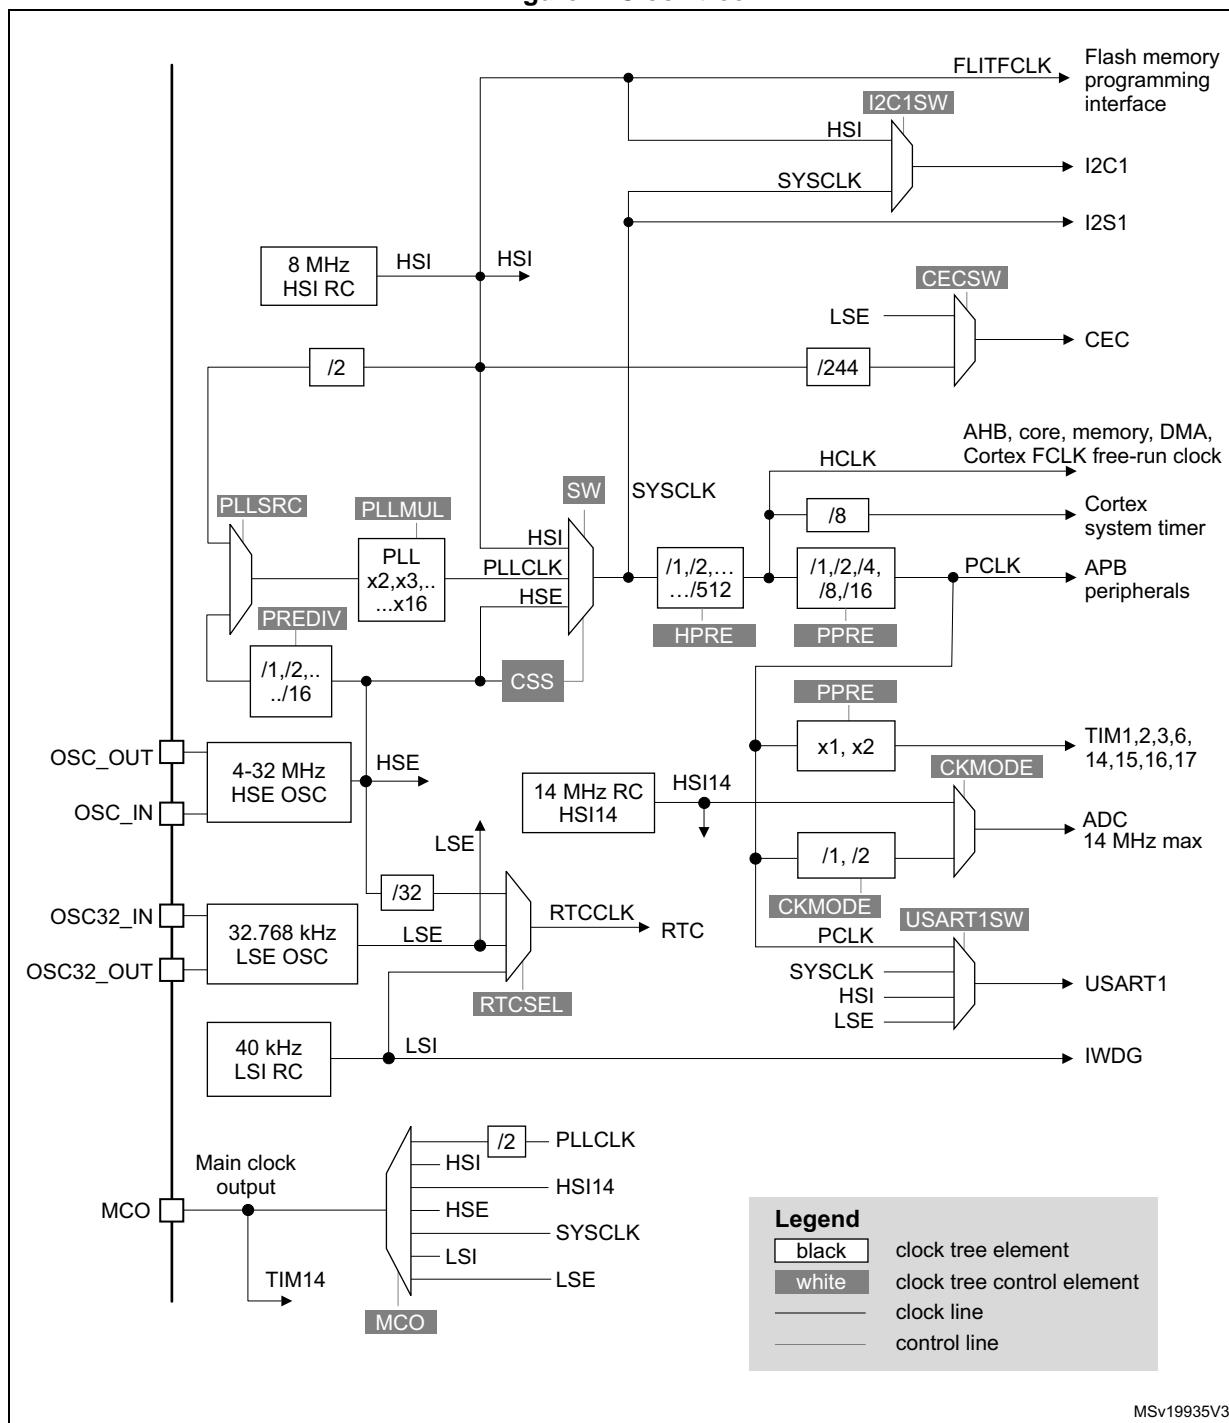 FLITFCLK
Flash memory
programming
interface
I2C1SW
HSI
I2C1
SYSCLK
I2S1
8 MHz
HSI RC
HSI
HSI
CECSW
LSE
CEC
/2
/244
AHB, core, memory, DMA,
Cortex FCLK free-run clock
HCLK
PLLSRC
PLLMUL
SW
SYSCLK
/8
Cortex
system timer
PLL
x2,x3,..
...x16
HSI
PLLCLK
HSE
/1,/2,…
…/512
/1,/2,/4,
/8,/16
PCLK
APB
peripherals
PREDIV
HPRE
PPRE
/1,/2,..
../16
CSS
PPRE
OSC_OUT
OSC_IN
4-32 MHz
HSE OSC
HSE
x1, x2
TIM1,2,3,6,
14,15,16,17
14 MHz RC
HSI14
HSI14
CKMODE
ADC
14 MHz max
LSE
/1, /2
CKMODE
/32
OSC32_IN
OSC32_OUT
32.768 kHz
LSE OSC
LSE
RTCCLK
RTC
RTCSEL
USART1SW
PCLK
SYSCLK
HSI
LSE
USART1
40 kHz
LSI RC
LSI
IWDG
Main clock
output
MCO
TIM14
/2
PLLCLK
HSI
HSI14
HSE
SYSCLK
LSI
LSE
MCO
Legend
black
clock tree element
white
clock tree control element
clock line
control line
MSv19935V3